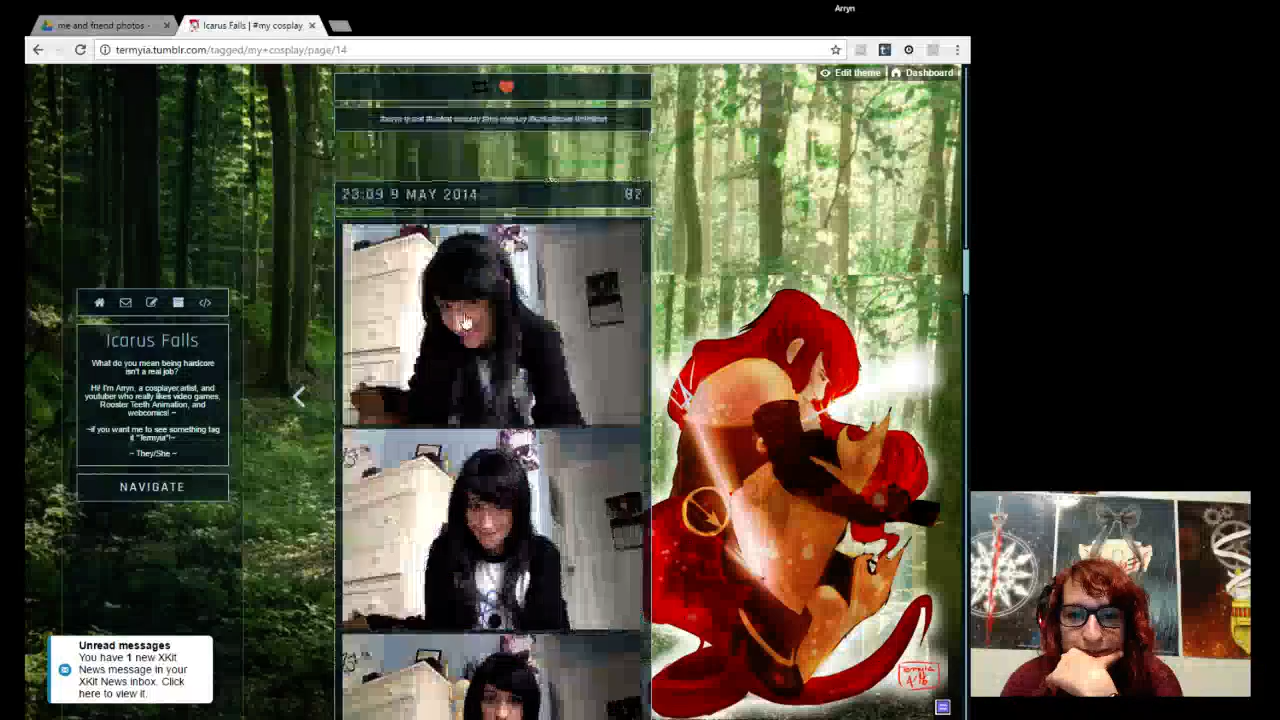 Arryn
me and friend photos -
Icarus Falls | #my cosplay
termyia.tumblr.com/tagged/my+cosplay/page/14
Edit theme
Dashboard
23:09 9 MAY 2014
82
Icarus Falls
What do you mean being hardcore
isn't a real job?
Hi! I'm Arryn, a cosplayer,artist, and
youtuber who really likes video games,
Rooster Teeth Animation, and
webcomics! ~
~if you want me to see something tag
it "Termyia"!~
~ They/She ~
NAVIGATE
Unread messages
You have 1 new XKit
News message in your
XKit News inbox. Click
here to view it.